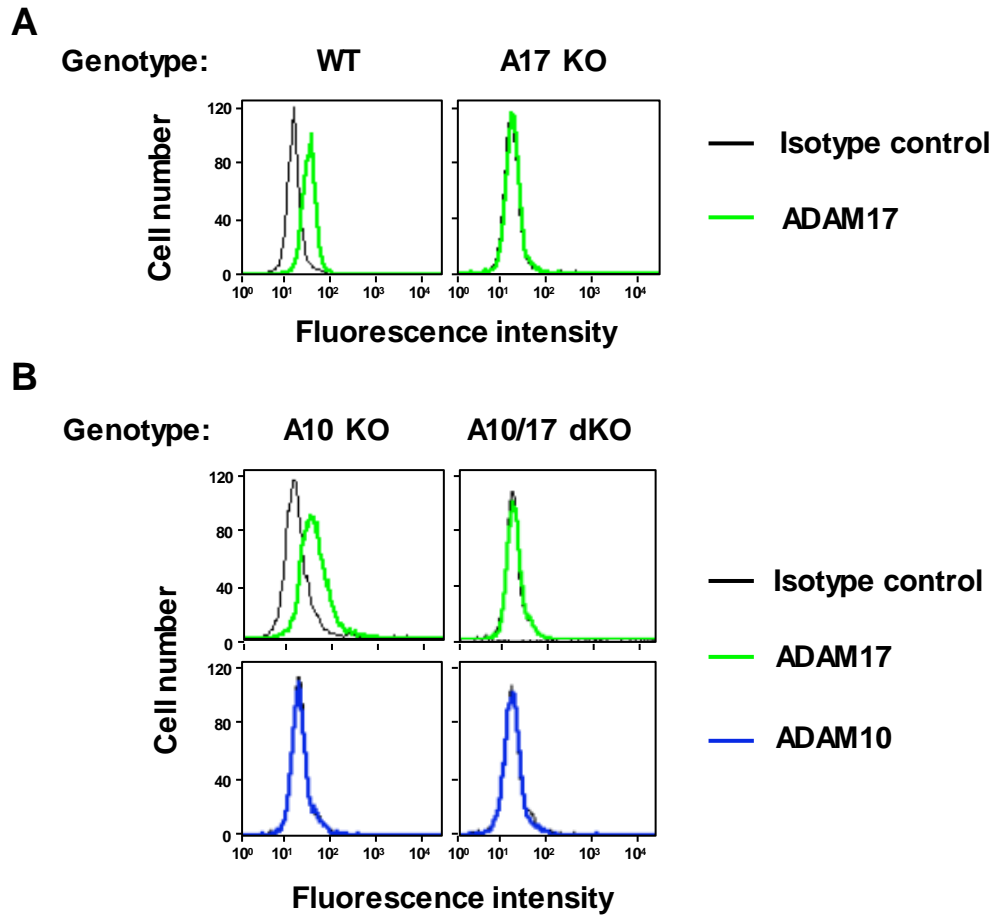 A
Genotype: WT A17 KO
Cell number
120
80
40
0
10⁰ 10¹ 10² 10³ 10⁴
10⁰ 10¹ 10² 10³ 10⁴
Fluorescence intensity
Isotype control
ADAM17
B
Genotype: A10 KO A10/17 dKO
Cell number
120
80
40
0
120
80
40
0
10⁰ 10¹ 10² 10³ 10⁴
10⁰ 10¹ 10² 10³ 10⁴
Fluorescence intensity
Isotype control
ADAM17
ADAM10